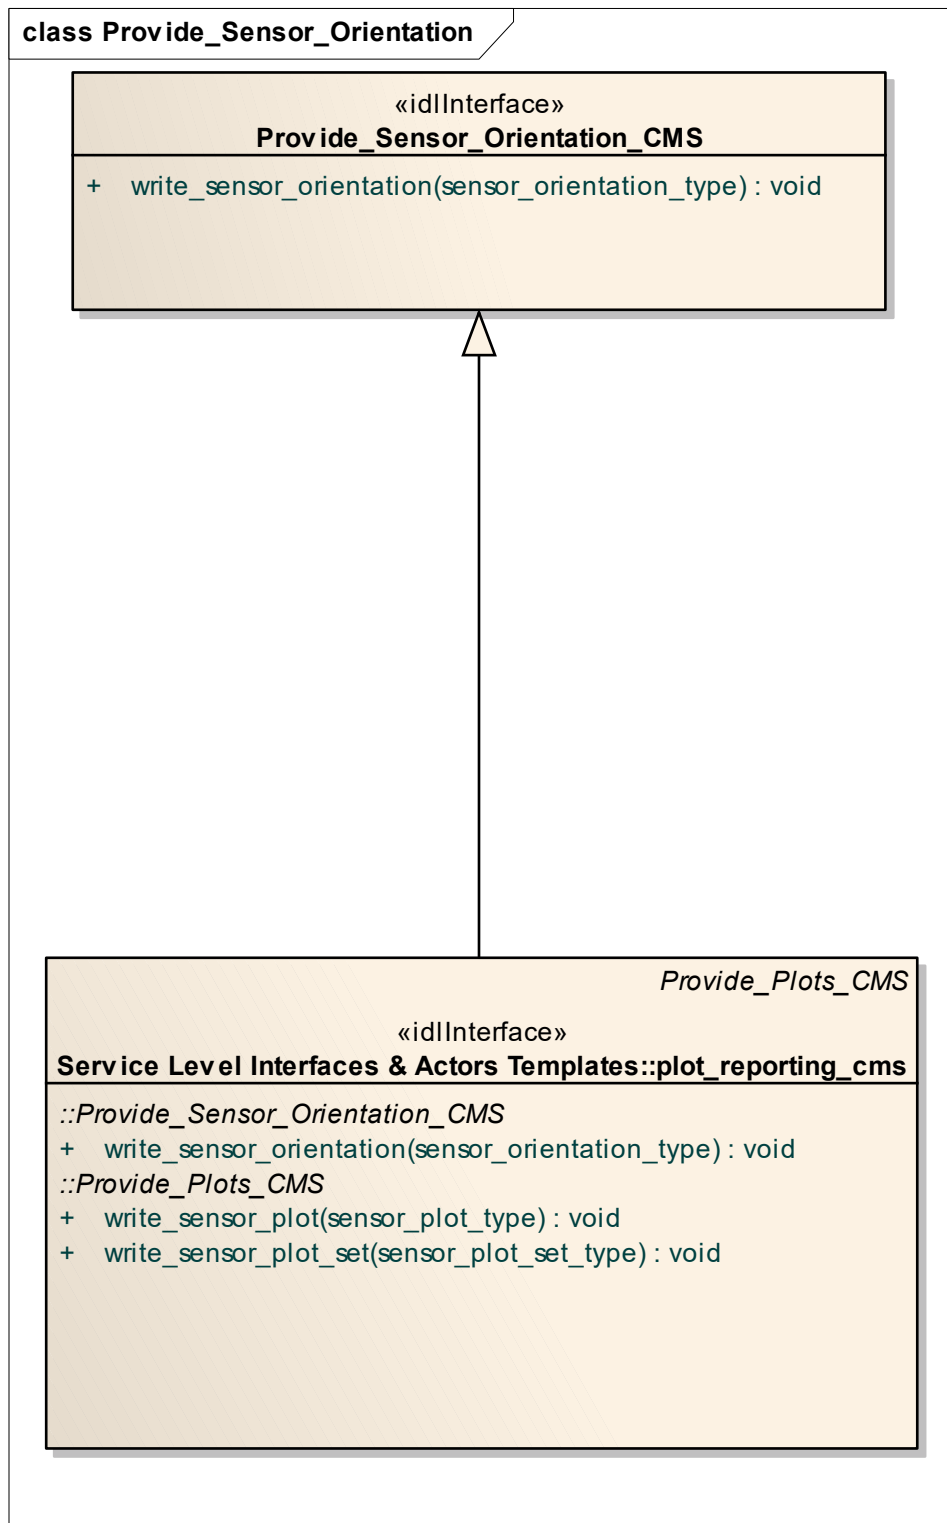 class Provide_Sensor_Orientation
«idlInterface»
Provide_Sensor_Orientation_CMS
+ write_sensor_orientation(sensor_orientation_type) : void
Provide_Plots_CMS
«idlInterface»
Service Level Interfaces & Actors Templates::plot_reporting_cms
::Provide_Sensor_Orientation_CMS
+ write_sensor_orientation(sensor_orientation_type) : void
::Provide_Plots_CMS
+ write_sensor_plot(sensor_plot_type) : void
+ write_sensor_plot_set(sensor_plot_set_type) : void